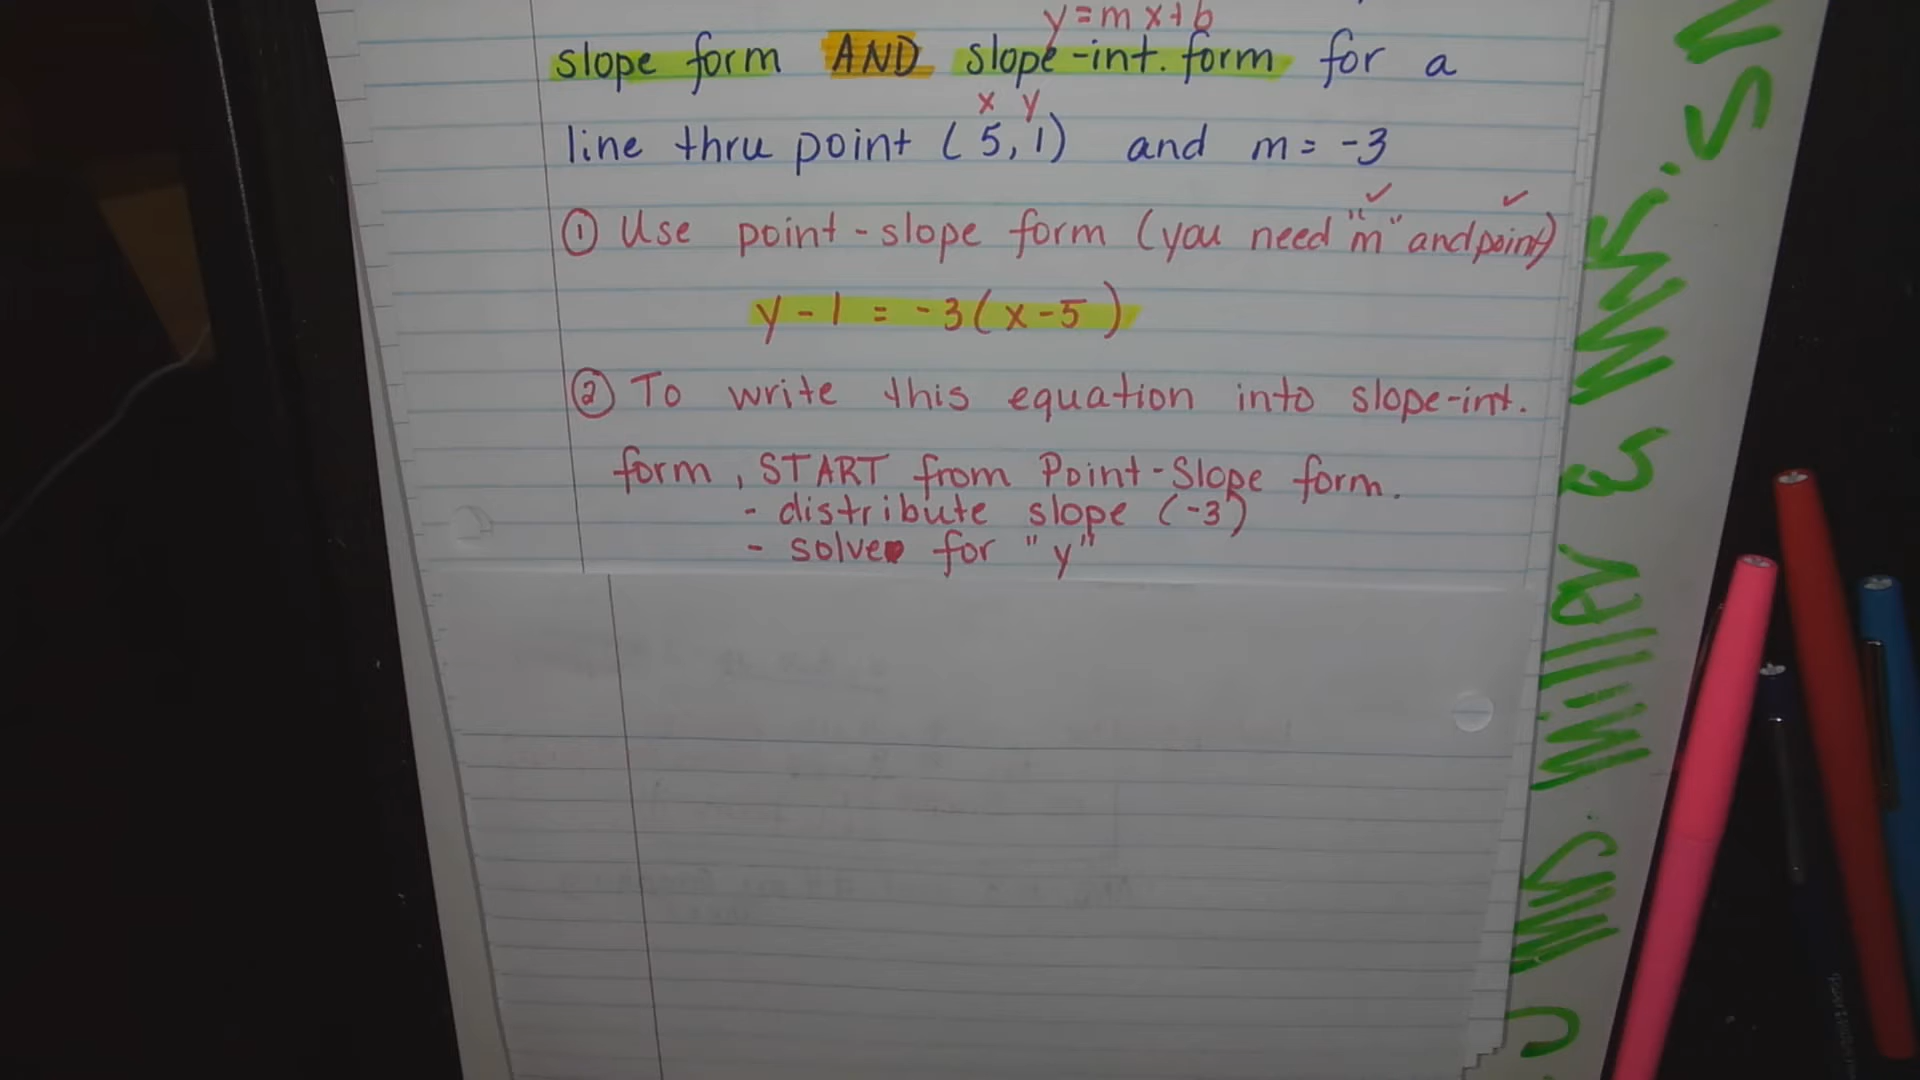 y=mx+b
slope form AND slope-int. form for a
x y
line thru point (5,1) and m = -3
① Use point-slope form (you need "m" and point)
y - 1 = -3(x-5)
② To write this equation into slope-int.
form, START from Point-Slope form.
- distribute slope (-3)
- solve for "y"